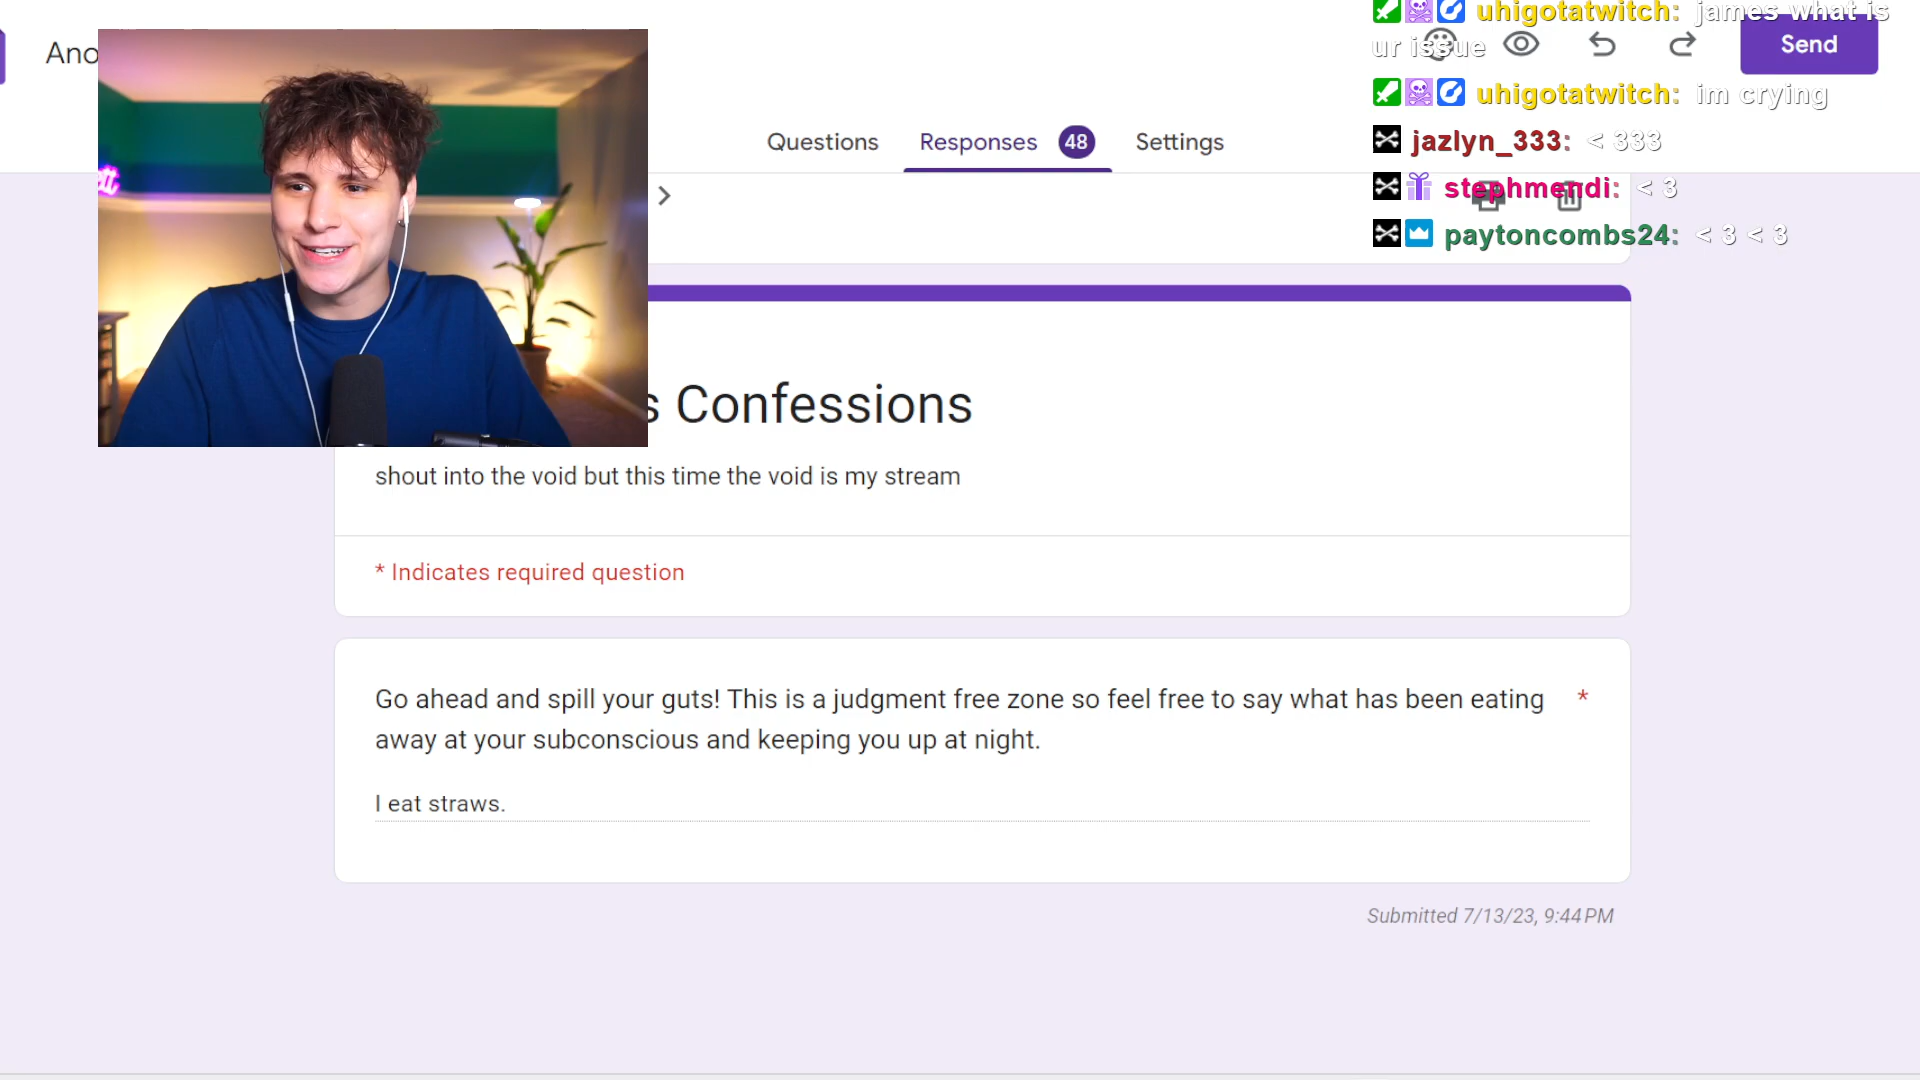 uhigotatwitch: james what is
ur issue
Ano
Send
uhigotatwitch: im crying
Questions
Responses
48
Settings
jazlyn_333: < 333
stephmendi: < 3
paytoncombs24: < 3 < 3
s Confessions
shout into the void but this time the void is my stream
* Indicates required question
Go ahead and spill your guts! This is a judgment free zone so feel free to say what has been eating *
away at your subconscious and keeping you up at night.
I eat straws.
Submitted 7/13/23, 9:44 PM